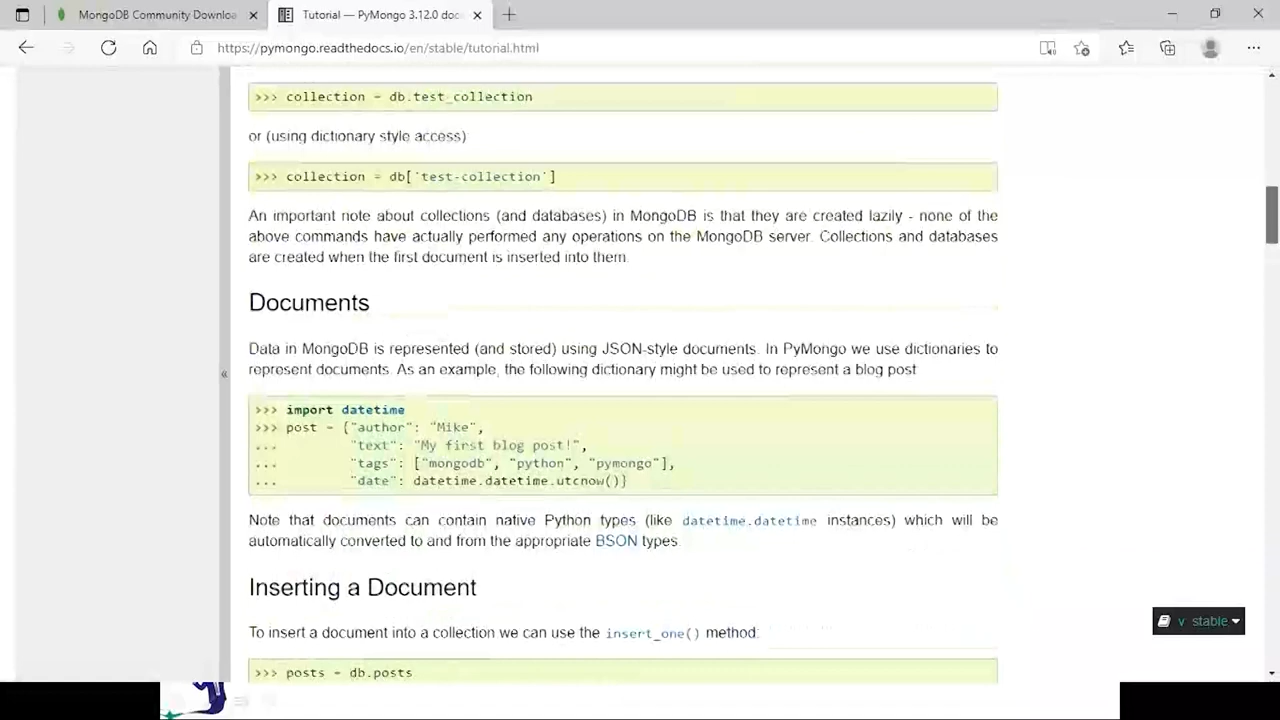 MongoDB Community Downloa
Tutorial — PyMongo 3.12.0 doc
https://pymongo.readthedocs.io/en/stable/tutorial.html
>>> collection = db.test_collection
or (using dictionary style access)
>>> collection = db['test-collection']
An important note about collections (and databases) in MongoDB is that they are created lazily - none of the
above commands have actually performed any operations on the MongoDB server. Collections and databases
are created when the first document is inserted into them.
Documents
Data in MongoDB is represented (and stored) using JSON-style documents. In PyMongo we use dictionaries to
represent documents. As an example, the following dictionary might be used to represent a blog post
>>> import datetime
>>> post = {"author": "Mike",
... "text": "My first blog post!",
... "tags": ["mongodb", "python", "pymongo"],
... "date": datetime.datetime.utcnow()}
Note that documents can contain native Python types (like datetime.datetime instances) which will be
automatically converted to and from the appropriate BSON types.
Inserting a Document
To insert a document into a collection we can use the insert_one() method:
v: stable
>>> posts = db.posts